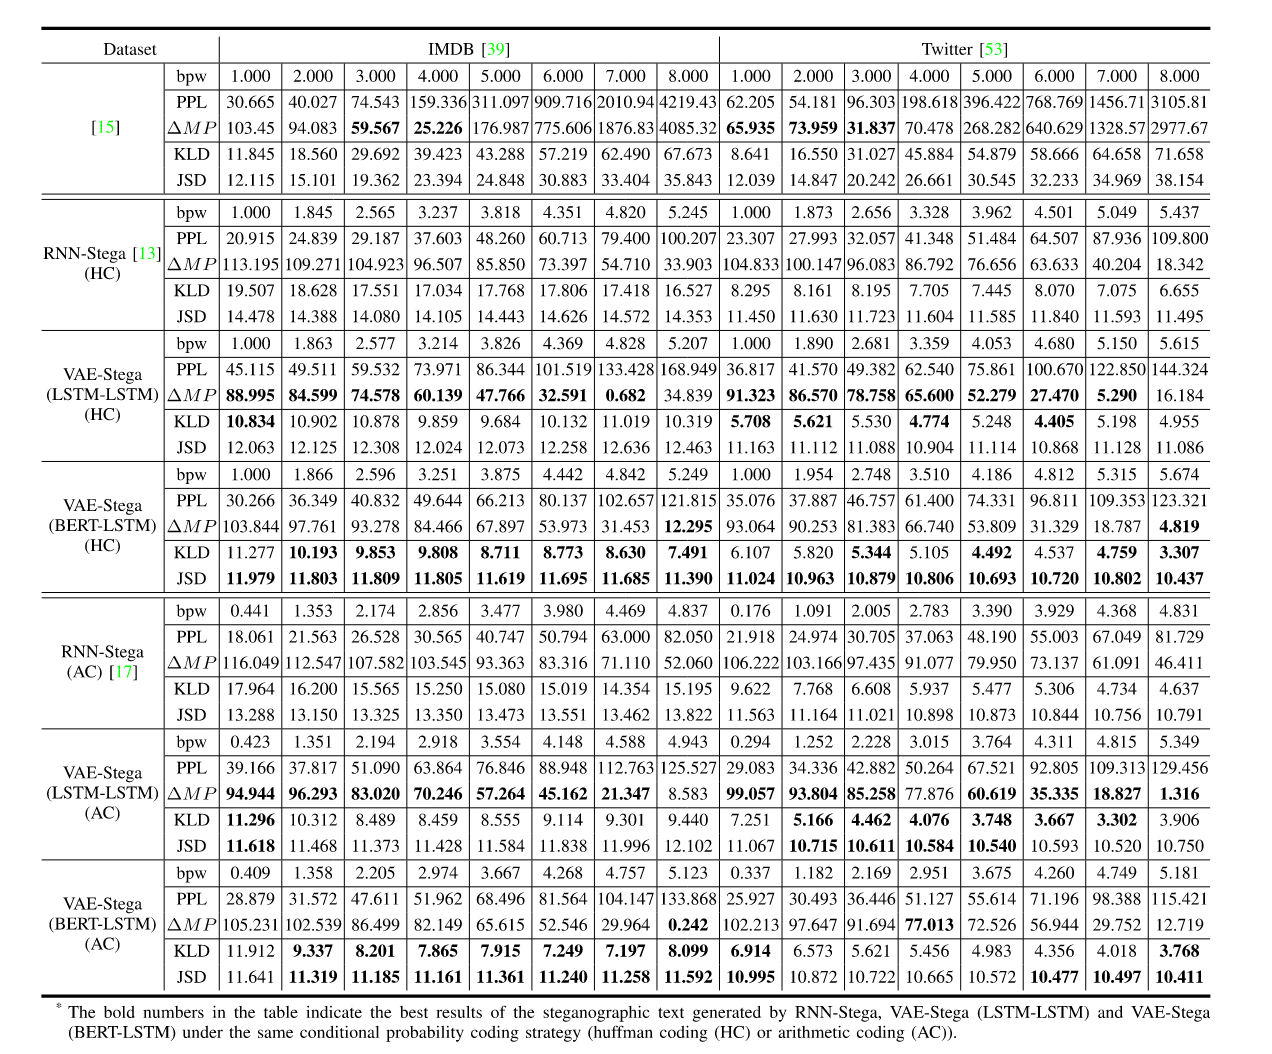 Dataset IMDB [39] Twitter [53]
bpw 1.000 2.000 3.000 4.000 5.000 6.000 7.000 8.000 1.000 2.000 3.000 4.000 5.000 6.000 7.000 8.000
PPL 30.665 40.027 74.543 159.336 311.097 909.716 2010.94 4219.43 62.205 54.181 96.303 198.618 396.422 768.769 1456.71 3105.81
[15] ΔMP 103.45 94.083 59.567 25.226 176.987 775.606 1876.83 4085.32 65.935 73.959 31.837 70.478 268.282 640.629 1328.57 2977.67
KLD 11.845 18.560 29.692 39.423 43.288 57.219 62.490 67.673 8.641 16.550 31.027 45.884 54.879 58.666 64.658 71.658
JSD 12.115 15.101 19.362 23.394 24.848 30.883 33.404 35.843 12.039 14.847 20.242 26.661 30.545 32.233 34.969 38.154
bpw 1.000 1.845 2.565 3.237 3.818 4.351 4.820 5.245 1.000 1.873 2.656 3.328 3.962 4.501 5.049 5.437
PPL 20.915 24.839 29.187 37.603 48.260 60.713 79.400 100.207 23.307 27.993 32.057 41.348 51.484 64.507 87.936 109.800
RNN-Stega [13] (HC) ΔMP 113.195 109.271 104.923 96.507 85.850 73.397 54.710 33.903 104.833 100.147 96.083 86.792 76.656 63.633 40.204 18.342
KLD 19.507 18.628 17.551 17.034 17.768 17.806 17.418 16.527 8.295 8.161 8.195 7.705 7.445 8.070 7.075 6.655
JSD 14.478 14.388 14.080 14.105 14.443 14.626 14.572 14.353 11.450 11.630 11.723 11.604 11.585 11.840 11.593 11.495
bpw 1.000 1.863 2.577 3.214 3.826 4.369 4.828 5.207 1.000 1.890 2.681 3.359 4.053 4.680 5.150 5.615
PPL 45.115 49.511 59.532 73.971 86.344 101.519 133.428 168.949 36.817 41.570 49.382 62.540 75.861 100.670 122.850 144.324
VAE-Stega (LSTM-LSTM) (HC) ΔMP 88.995 84.599 74.578 60.139 47.766 32.591 0.682 34.839 91.323 86.570 78.758 65.600 52.279 27.470 5.290 16.184
KLD 10.834 10.902 10.878 9.859 9.684 10.132 11.019 10.319 5.708 5.621 5.530 4.774 5.248 4.405 5.198 4.955
JSD 12.063 12.125 12.308 12.024 12.073 12.258 12.636 12.463 11.163 11.112 11.088 10.904 11.114 10.868 11.128 11.086
bpw 1.000 1.866 2.596 3.251 3.875 4.442 4.842 5.249 1.000 1.954 2.748 3.510 4.186 4.812 5.315 5.674
PPL 30.266 36.349 40.832 49.644 66.213 80.137 102.657 121.815 35.076 37.887 46.757 61.400 74.331 96.811 109.353 123.321
VAE-Stega (BERT-LSTM) (HC) ΔMP 103.844 97.761 93.278 84.466 67.897 53.973 31.453 12.295 93.064 90.253 81.383 66.740 53.809 31.329 18.787 4.819
KLD 11.277 10.193 9.853 9.808 8.711 8.773 8.630 7.491 6.107 5.820 5.344 5.105 4.492 4.537 4.759 3.307
JSD 11.979 11.803 11.809 11.805 11.619 11.695 11.685 11.390 11.024 10.963 10.879 10.806 10.693 10.720 10.802 10.437
bpw 0.441 1.353 2.174 2.856 3.477 3.980 4.469 4.837 0.176 1.091 2.005 2.783 3.390 3.929 4.368 4.831
PPL 18.061 21.563 26.528 30.565 40.747 50.794 63.000 82.050 21.918 24.974 30.705 37.063 48.190 55.003 67.049 81.729
RNN-Stega (AC) [17] ΔMP 116.049 112.547 107.582 103.545 93.363 83.316 71.110 52.060 106.222 103.166 97.435 91.077 79.950 73.137 61.091 46.411
KLD 17.964 16.200 15.565 15.250 15.080 15.019 14.354 15.195 9.622 7.768 6.608 5.937 5.477 5.306 4.734 4.637
JSD 13.288 13.150 13.325 13.350 13.473 13.551 13.462 13.822 11.563 11.164 11.021 10.898 10.873 10.844 10.756 10.791
bpw 0.423 1.351 2.194 2.918 3.554 4.148 4.588 4.943 0.294 1.252 2.228 3.015 3.764 4.311 4.815 5.349
PPL 39.166 37.817 51.090 63.864 76.846 88.948 112.763 125.527 29.083 34.336 42.882 50.264 67.521 92.805 109.313 129.456
VAE-Stega (LSTM-LSTM) (AC) ΔMP 94.944 96.293 83.020 70.246 57.264 45.162 21.347 8.583 99.057 93.804 85.258 77.876 60.619 35.335 18.827 1.316
KLD 11.296 10.312 8.489 8.459 8.555 9.114 9.301 9.440 7.251 5.166 4.462 4.076 3.748 3.667 3.302 3.906
JSD 11.618 11.468 11.373 11.428 11.584 11.838 11.996 12.102 11.067 10.715 10.611 10.584 10.540 10.593 10.520 10.750
bpw 0.409 1.358 2.205 2.974 3.667 4.268 4.757 5.123 0.337 1.182 2.169 2.951 3.675 4.260 4.749 5.181
PPL 28.879 31.572 47.611 51.962 68.496 81.564 104.147 133.868 25.927 30.493 36.446 51.127 55.614 71.196 98.388 115.421
VAE-Stega (BERT-LSTM) (AC) ΔMP 105.231 102.539 86.499 82.149 65.615 52.546 29.964 0.242 102.213 97.647 91.694 77.013 72.526 56.944 29.752 12.719
KLD 11.912 9.337 8.201 7.865 7.915 7.249 7.197 8.099 6.914 6.573 5.621 5.456 4.983 4.356 4.018 3.768
JSD 11.641 11.319 11.185 11.161 11.361 11.240 11.258 11.592 10.995 10.872 10.722 10.665 10.572 10.477 10.497 10.411
* The bold numbers in the table indicate the best results of the steganographic text generated by RNN-Stega, VAE-Stega (LSTM-LSTM) and VAE-Stega
(BERT-LSTM) under the same conditional probability coding strategy (huffman coding (HC) or arithmetic coding (AC)).